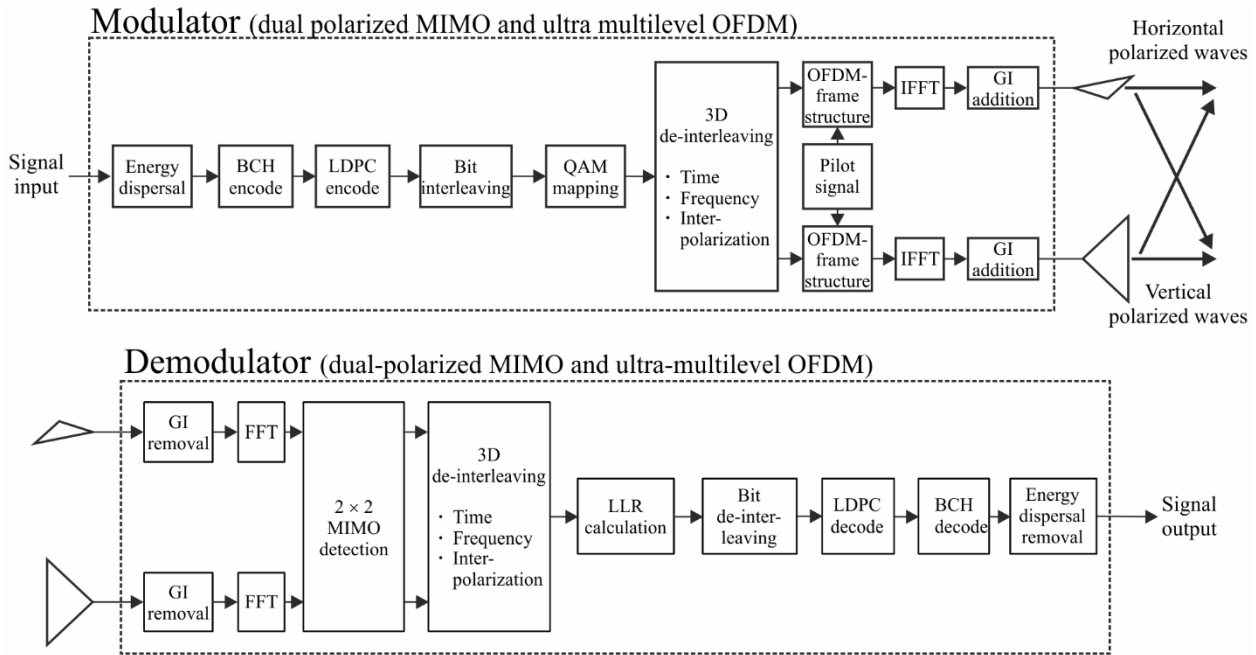 Modulator (dual polarized MIMO and ultra multilevel OFDM)
Signal
input
Energy
dispersal
BCH
encode
LDPC
encode
Bit
interleaving
QAM
mapping
3D
de-interleaving
· Time
· Frequency
· Inter-
polarization
OFDM-
frame
structure
IFFT
GI
addition
Pilot
signal
OFDM-
frame
structure
IFFT
GI
addition
Horizontal
polarized waves
Vertical
polarized waves
Demodulator (dual-polarized MIMO and ultra-multilevel OFDM)
GI
removal
FFT
GI
removal
FFT
2 × 2
MIMO
detection
3D
de-interleaving
· Time
· Frequency
· Inter-
polarization
LLR
calculation
Bit
de-inter-
leaving
LDPC
decode
BCH
decode
Energy
dispersal
removal
Signal
output